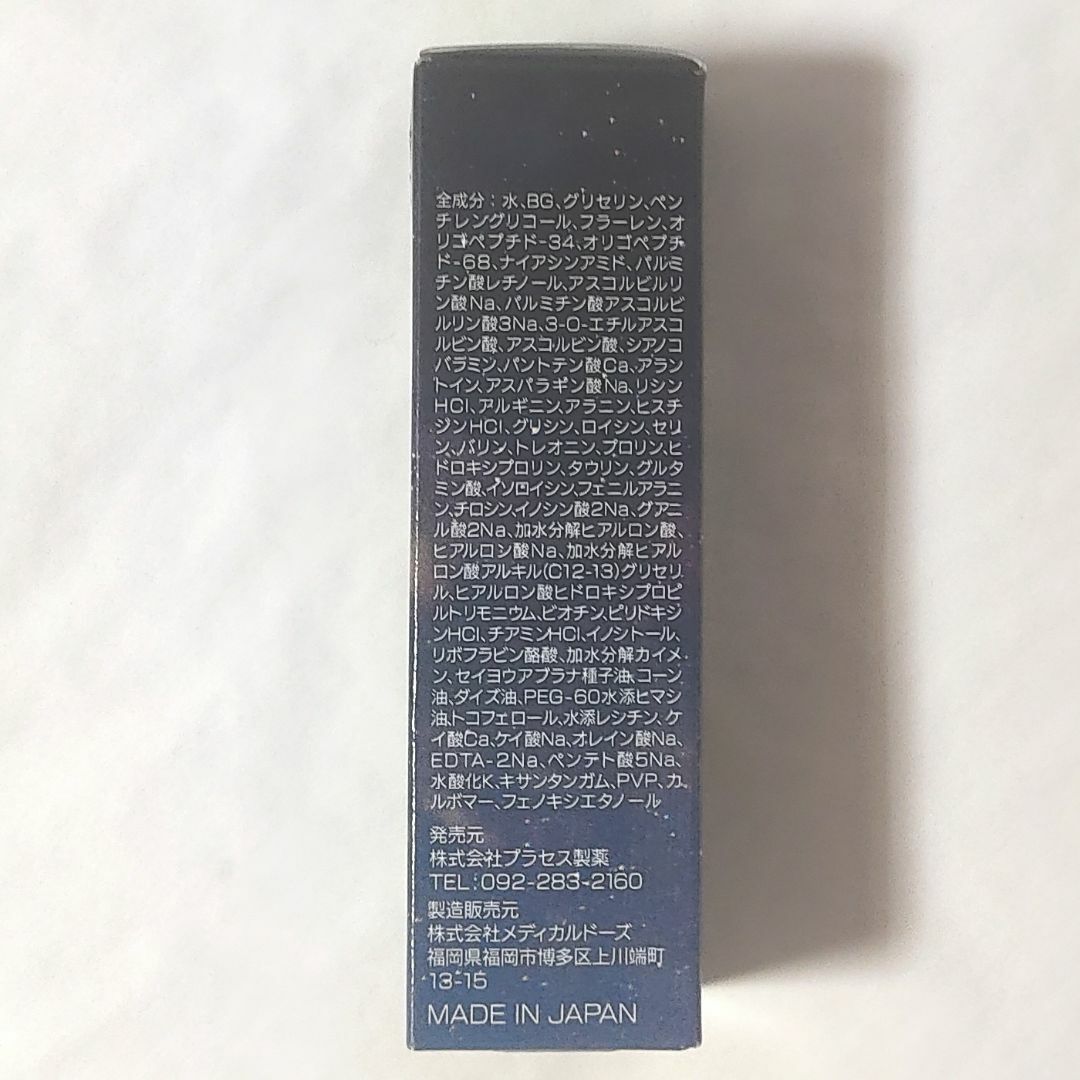 全成分：水、BG、グリセリン、ペン
チレングリコール、フラーレン、オ
リゴペプチド-34、オリゴペプチ
ド-68、ナイアシンアミド、パルミ
チン酸レチノール、アスコルビルリ
ン酸Na、パルミチン酸アスコルビ
ルリン酸3Na、3-O-エチルアスコ
ルビン酸、アスコルビン酸、シアノコ
バラミン、パントテン酸Ca、アラン
トイン、アスパラギン酸Na、リシン
HCl、アルギニン、アラニン、ヒスチ
ジンHCl、グリシン、ロイシン、セリ
ン、バリン、トレオニン、プロリン、ヒ
ドロキシプロリン、タウリン、グルタ
ミン酸、イソロイシン、フェニルアラニ
ン、チロシン、イノシン酸2Na、グアニ
ル酸2Na、加水分解ヒアルロン酸、
ヒアルロン酸Na、加水分解ヒアル
ロン酸アルキル(C12-13)グリセリ
ル、ヒアルロン酸ヒドロキシプロピ
ルトリモニウム、ビオチン、ピリドキシ
ンHCl、チアミンHCl、イノシトール、
リボフラビン酪酸、加水分解カイメ
ン、セイヨウアブラナ種子油、コーン
油、ダイズ油、PEG-60水添ヒマシ
油、トコフェロール、水添レシチン、ケ
イ酸Ca、ケイ酸Na、オレイン酸Na、
EDTA-2Na、ペンテト酸5Na、
水酸化K、キサンタンガム、PVP、カ
ルボマー、フェノキシエタノール
発売元
株式会社プラセス製薬
TEL:092-283-2160
製造販売元
株式会社メディカルドーズ
福岡県福岡市博多区上川端町
13-15
MADE IN JAPAN